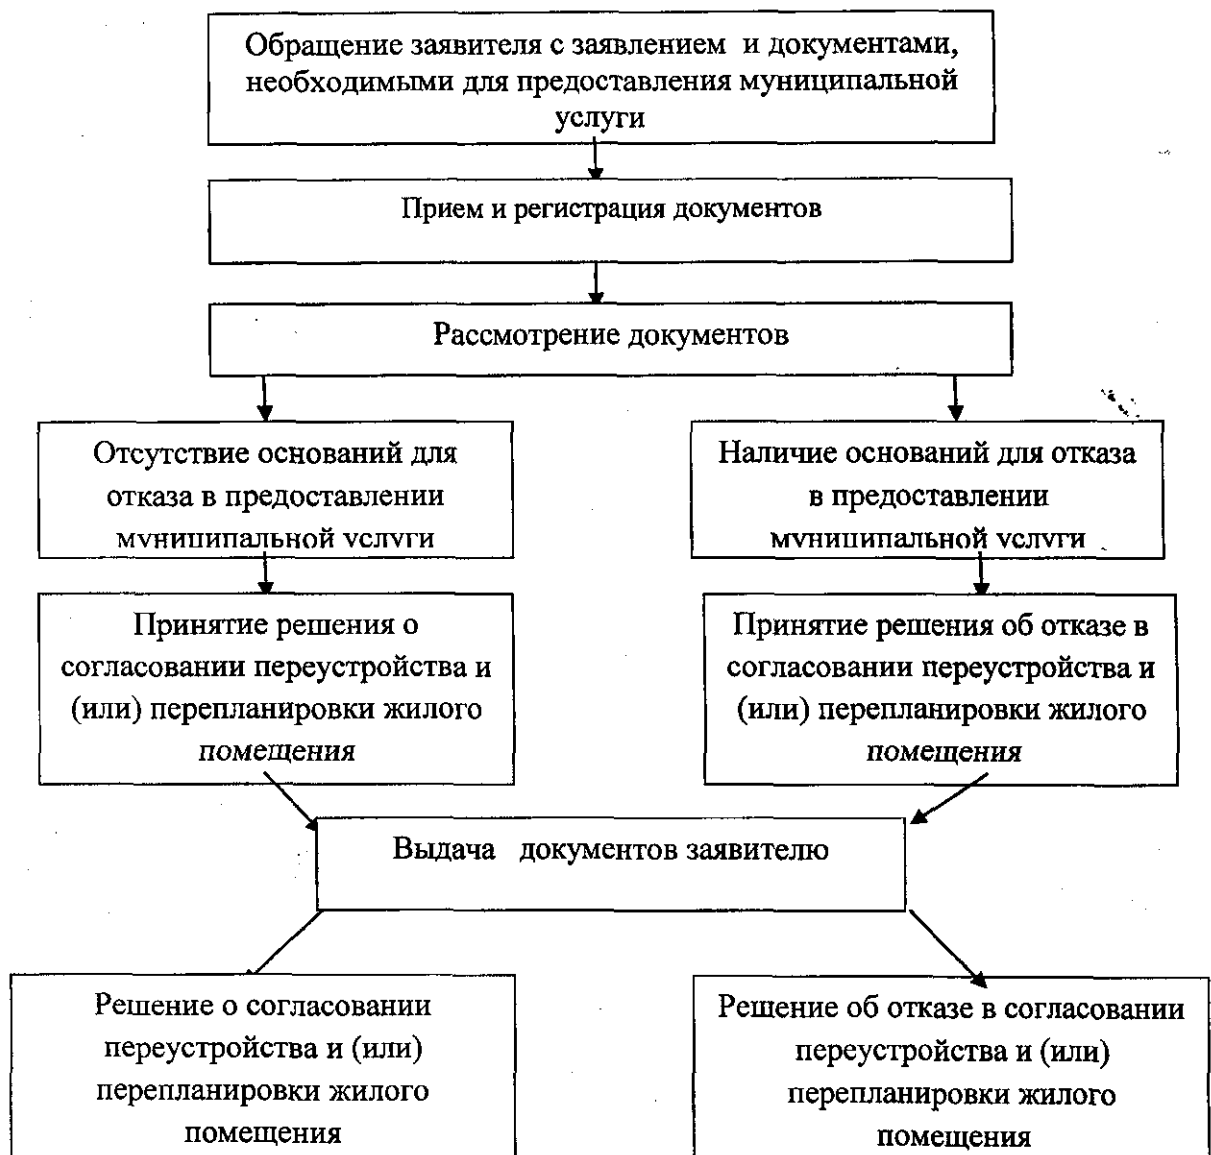 Обращение заявителя с заявлением и документами,
необходимыми для предоставления муниципальной
услуги
Прием и регистрация документов
Рассмотрение документов
Отсутствие оснований для
отказа в предоставлении
муниципальной услуги
Наличие оснований для отказа
в предоставлении
муниципальной услуги
Принятие решения о
согласовании переустройства и
(или) перепланировки жилого
помещения
Принятие решения об отказе в
согласовании переустройства и
(или) перепланировки жилого
помещения
Выдача документов заявителю
Решение о согласовании
переустройства и (или)
перепланировки жилого
помещения
Решение об отказе в согласовании
переустройства и (или)
перепланировки жилого
помещения